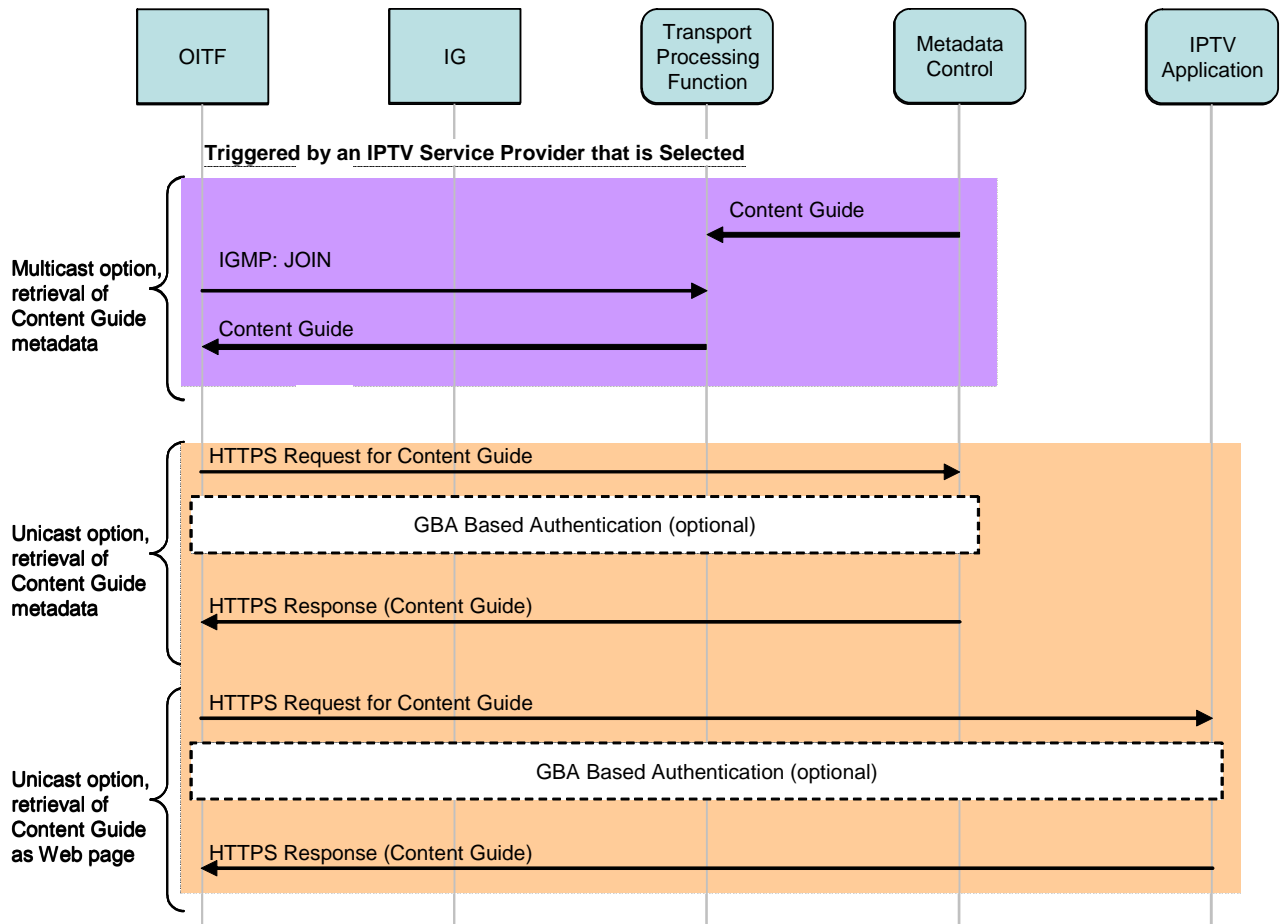 OITF
IG
Transport
Processing
Function
Metadada
Control
IPTV
Application
Triggered by an IPTV Service Provider that is Selected
Multicast option,
retrieval of
Content Guide
metadata
Content Guide
IGMP: JOIN
Content Guide
Unicast option,
retrieval of
Content Guide
metadata
HTTPS Request for Content Guide
GBA Based Authentication (optional)
HTTPS Response (Content Guide)
Unicast option,
retrieval of
Content Guide
as Web page
HTTPS Request for Content Guide
GBA Based Authentication (optional)
HTTPS Response (Content Guide)